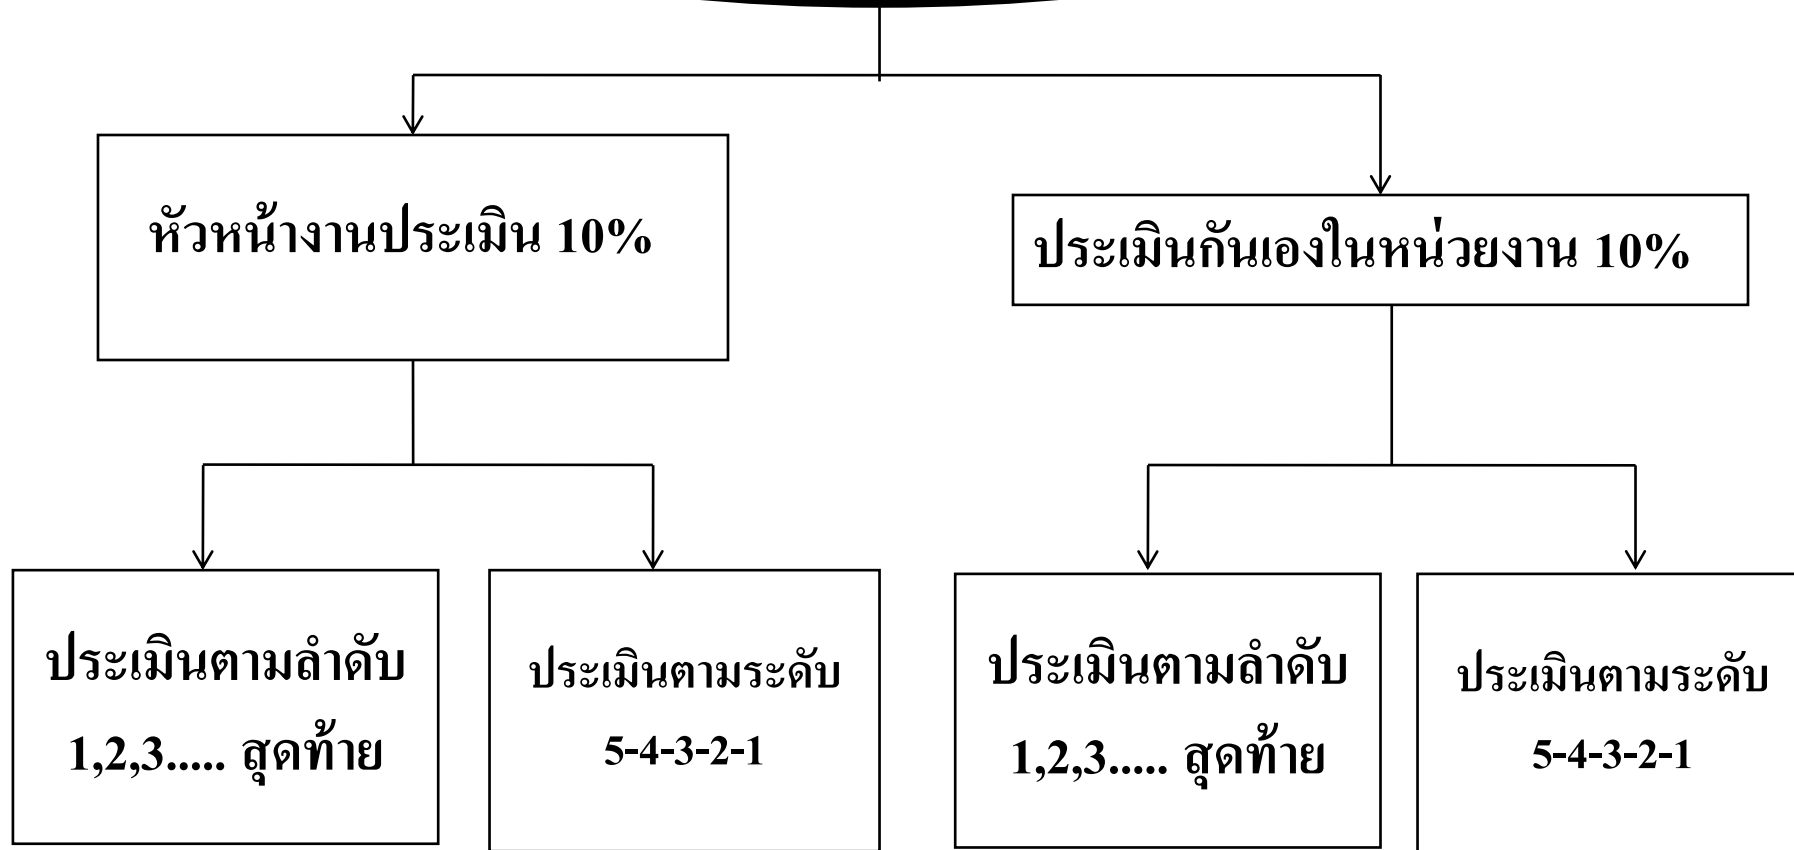 หัวหน้างานประเมิน 10%
ประเมินกันเองในหน่วยงาน 10%
ประเมินตามลำดับ
1,2,3..... สุดท้าย
ประเมินตามระดับ
5-4-3-2-1
ประเมินตามลำดับ
1,2,3..... สุดท้าย
ประเมินตามระดับ
5-4-3-2-1